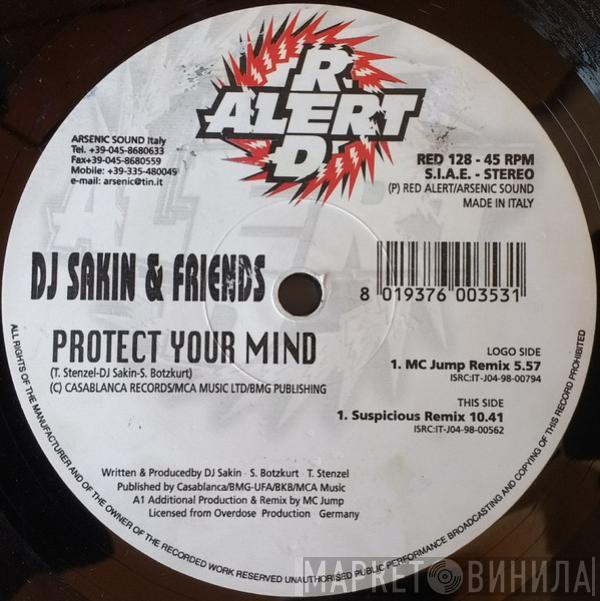 RED
ALERT
ARSENIC SOUND Italy
Tel. +39-045-8680633
Fax+39-045-8680559
Mobile: +39-335-480045
e-mail: arsenic@tin.it
RED 128 - 45 RPM
S.I.A.E. - STEREO
(P) RED ALERT/ARSENIC SOUND
MADE IN ITALY
DJ SAKIN & FRIENDS
8 019376 003531
PROTECT YOUR MIND
(T. Stenzel-DJ Sakin-S. Botzkurt)
(C) CASABLANCA RECORDS/MCA MUSIC LTD/BMG PUBLISHING
LOGO SIDE
1. MC Jump Remix 5.57
ISRC:IT-J04-98-00794
THIS SIDE
1. Suspicious Remix 10.41
ISRC:IT-J04-98-00562
Written & Producedby DJ Sakin - S. Botzkurt - T. Stenzel
Published by Casablanca/BMG-UFA/BKB/MCA Music
A1 Additional Production & Remix by MC Jump
Licensed from Overdose Production Germany
ALL RIGHTS OF THE MANUFACTURER AND OF THE OWNER OF THE RECORDED WORK RESERVED UNAUTHORISED PUBLIC PERFORMANCE BROADCASTING AND COPYING OF THIS RECORD PROHIBITED
МАРКЕТ ВИНИЛА